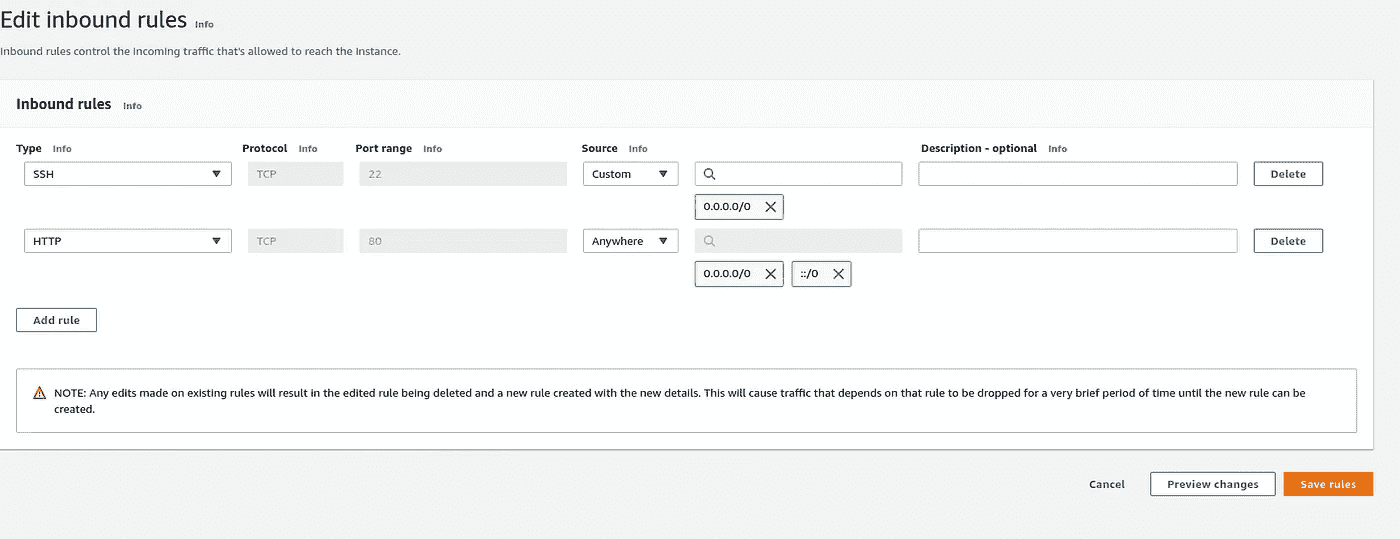 Edit inbound rules Info
Inbound rules control the incoming traffic that's allowed to reach the instance.
Inbound rules Info
Type Info Protocol Info Port range Info Source Info Description - optional Info
SSH TCP 22 Custom Delete
0.0.0.0/0
HTTP TCP 80 Anywhere Delete
0.0.0.0/0 ::/0
Add rule
NOTE: Any edits made on existing rules will result in the edited rule being deleted and a new rule created with the new details. This will cause traffic that depends on that rule to be dropped for a very brief period of time until the new rule can be
created.
Cancel Preview changes Save rules